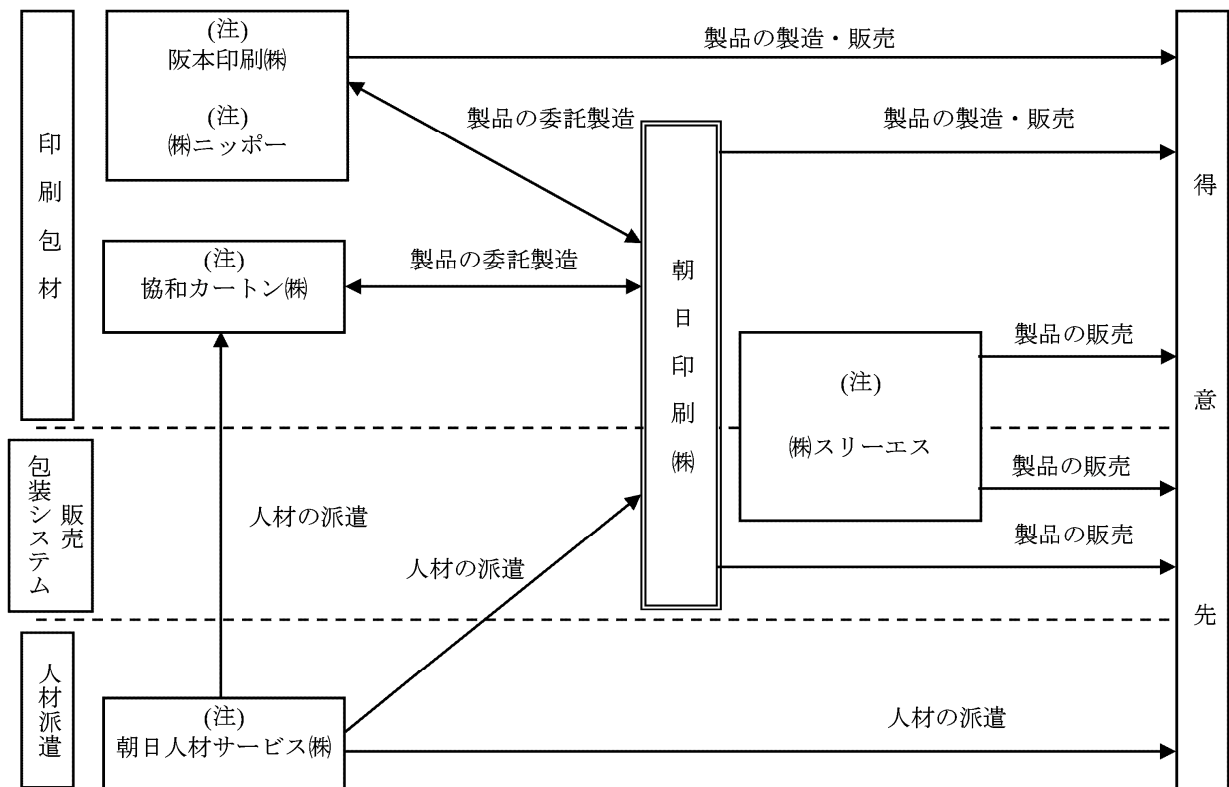 印刷包材
(注)
阪本印刷㈱
(注)
㈱ニッポー
製品の製造・販売
製品の委託製造
製品の製造・販売
(注)
協和カートン㈱
製品の委託製造
朝日印刷㈱
(注)
㈱スリーエス
製品の販売
製品の販売
製品の販売
包装システム
販売
人材の派遣
人材の派遣
人材派遣
(注)
朝日人材サービス㈱
人材の派遣
得意先